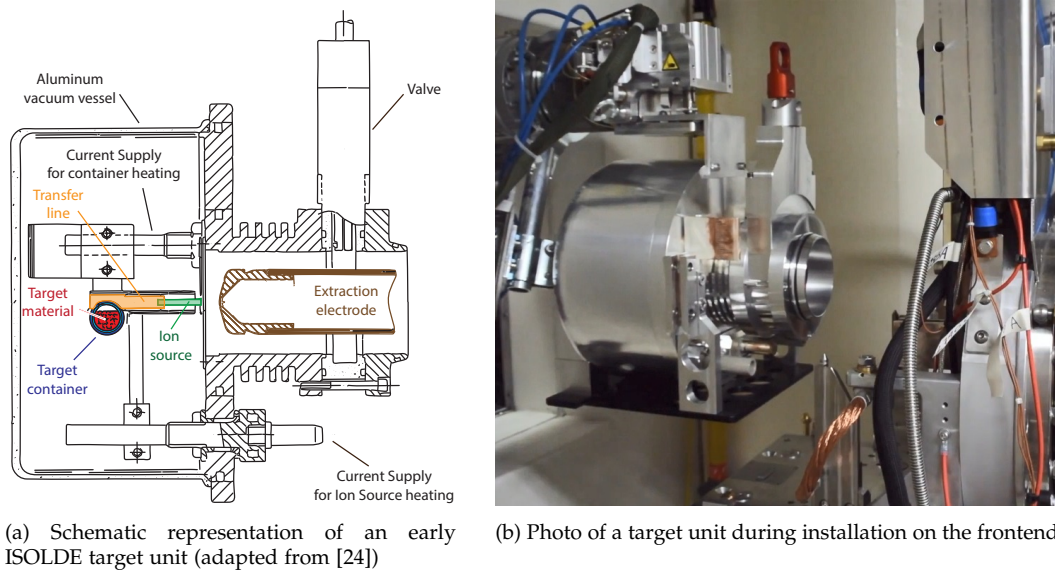 Aluminum
vacuum vessel
Valve
Current Supply
for container heating
Transfer
line
Target
material
Extraction
electrode
Ion
source
Target
container
Current Supply
for Ion Source heating
(a) Schematic representation of an early
ISOLDE target unit (adapted from [24])
(b) Photo of a target unit during installation on the frontend